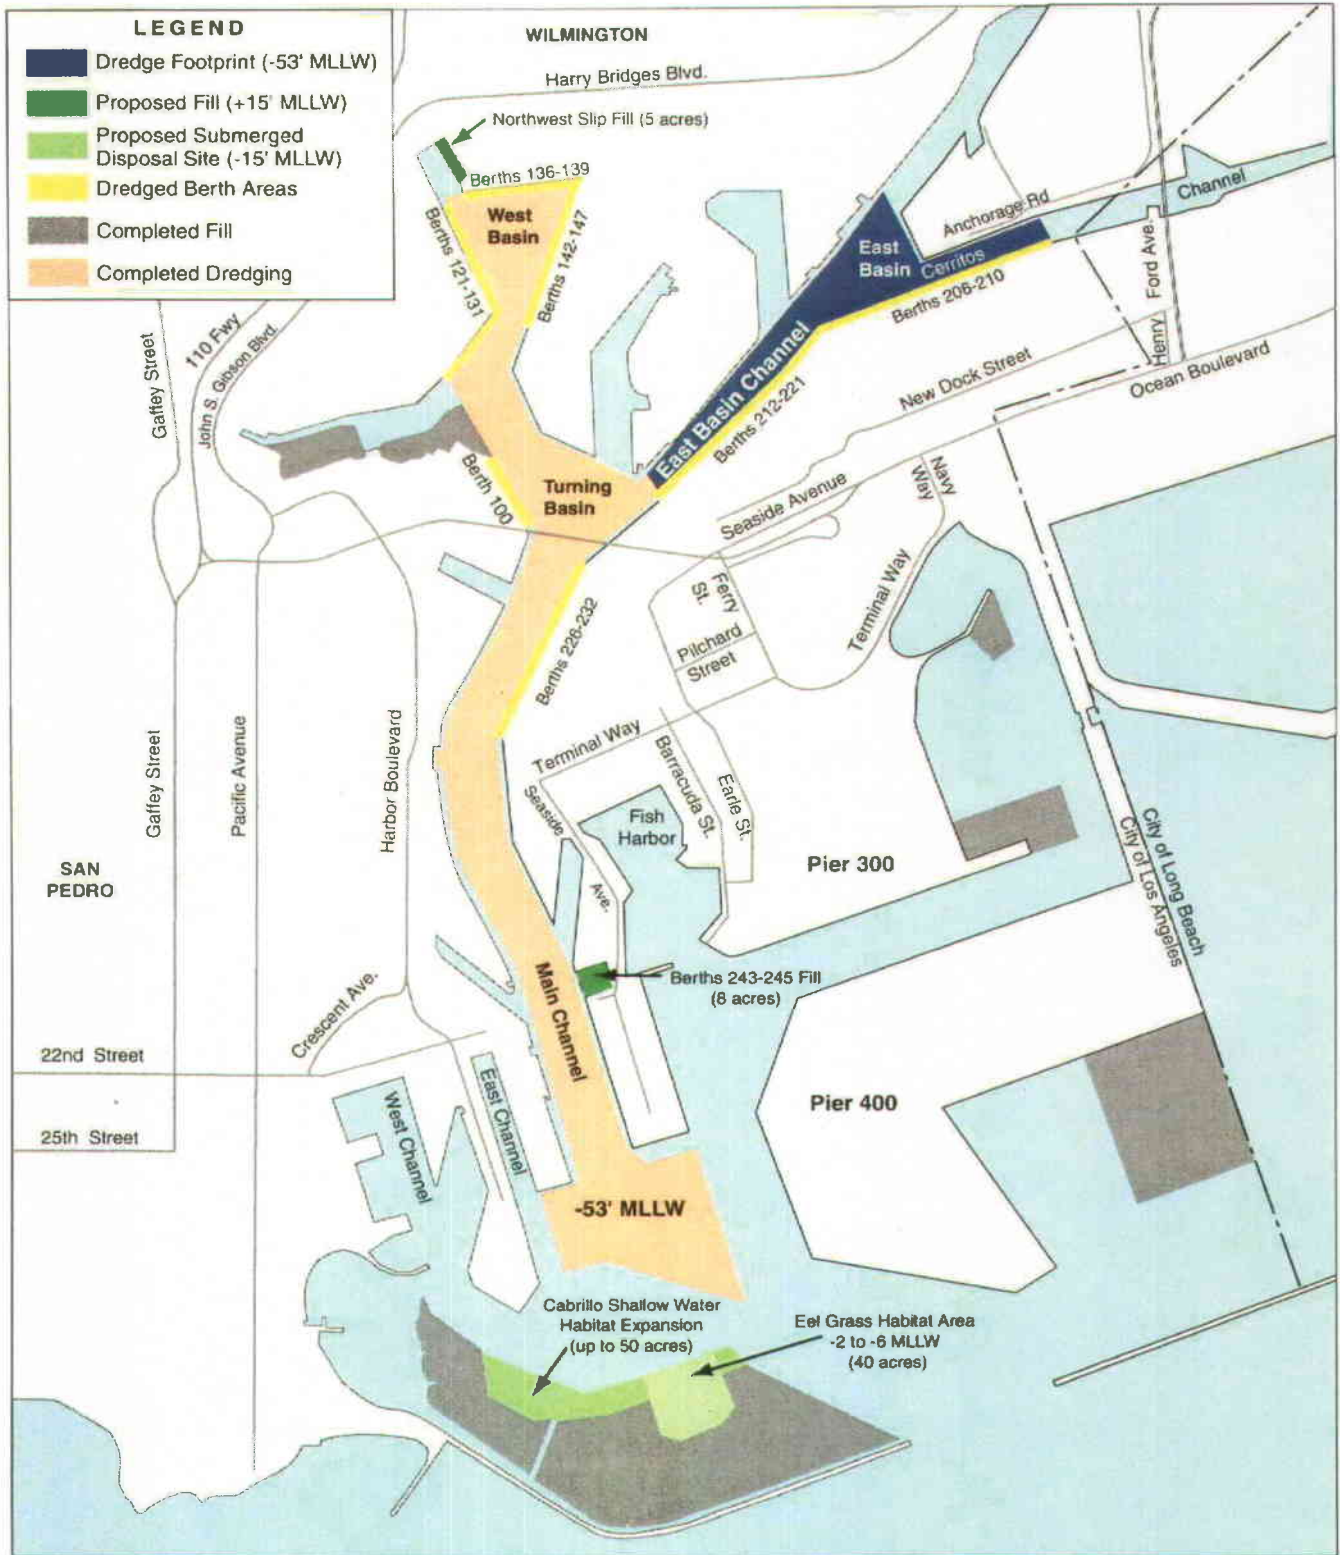 LEGEND
Dredge Footprint (-53' MLLW)
Proposed Fill (+15' MLLW)
Proposed Submerged
Disposal Site (-15' MLLW)
Dredged Berth Areas
Completed Fill
Completed Dredging
WILMINGTON
Harry Bridges Blvd.
Northwest Slip Fill (5 acres)
Berths 136-139
West
Basin
Berths 121-131
Berths 142-147
Channel
Anchorage Rd
East
Basin
Cerritos
Berths 206-210
Henry Ford Ave.
Gaffey Street
110 Fwy
John S. Gibson Blvd.
East Basin Channel
Berths 212-221
New Dock Street
Ocean Boulevard
Berth 100
Turning
Basin
Seaside Avenue
Navy
Way
Ferry
St.
Terminal Way
Pilchard
Street
Berths 226-232
Gaffey Street
Pacific Avenue
Harbor Boulevard
Terminal Way
Seaside
Ave.
Barracuda St.
Earle St.
Fish
Harbor
SAN
PEDRO
Pier 300
City of Long Beach
City of Los Angeles
Main Channel
Berths 243-245 Fill
(8 acres)
Crescent Ave.
22nd Street
25th Street
West Channel
East Channel
Pier 400
-53' MLLW
Cabrillo Shallow Water
Habitat Expansion
(up to 50 acres)
Eel Grass Habitat Area
-2 to -6 MLLW
(40 acres)